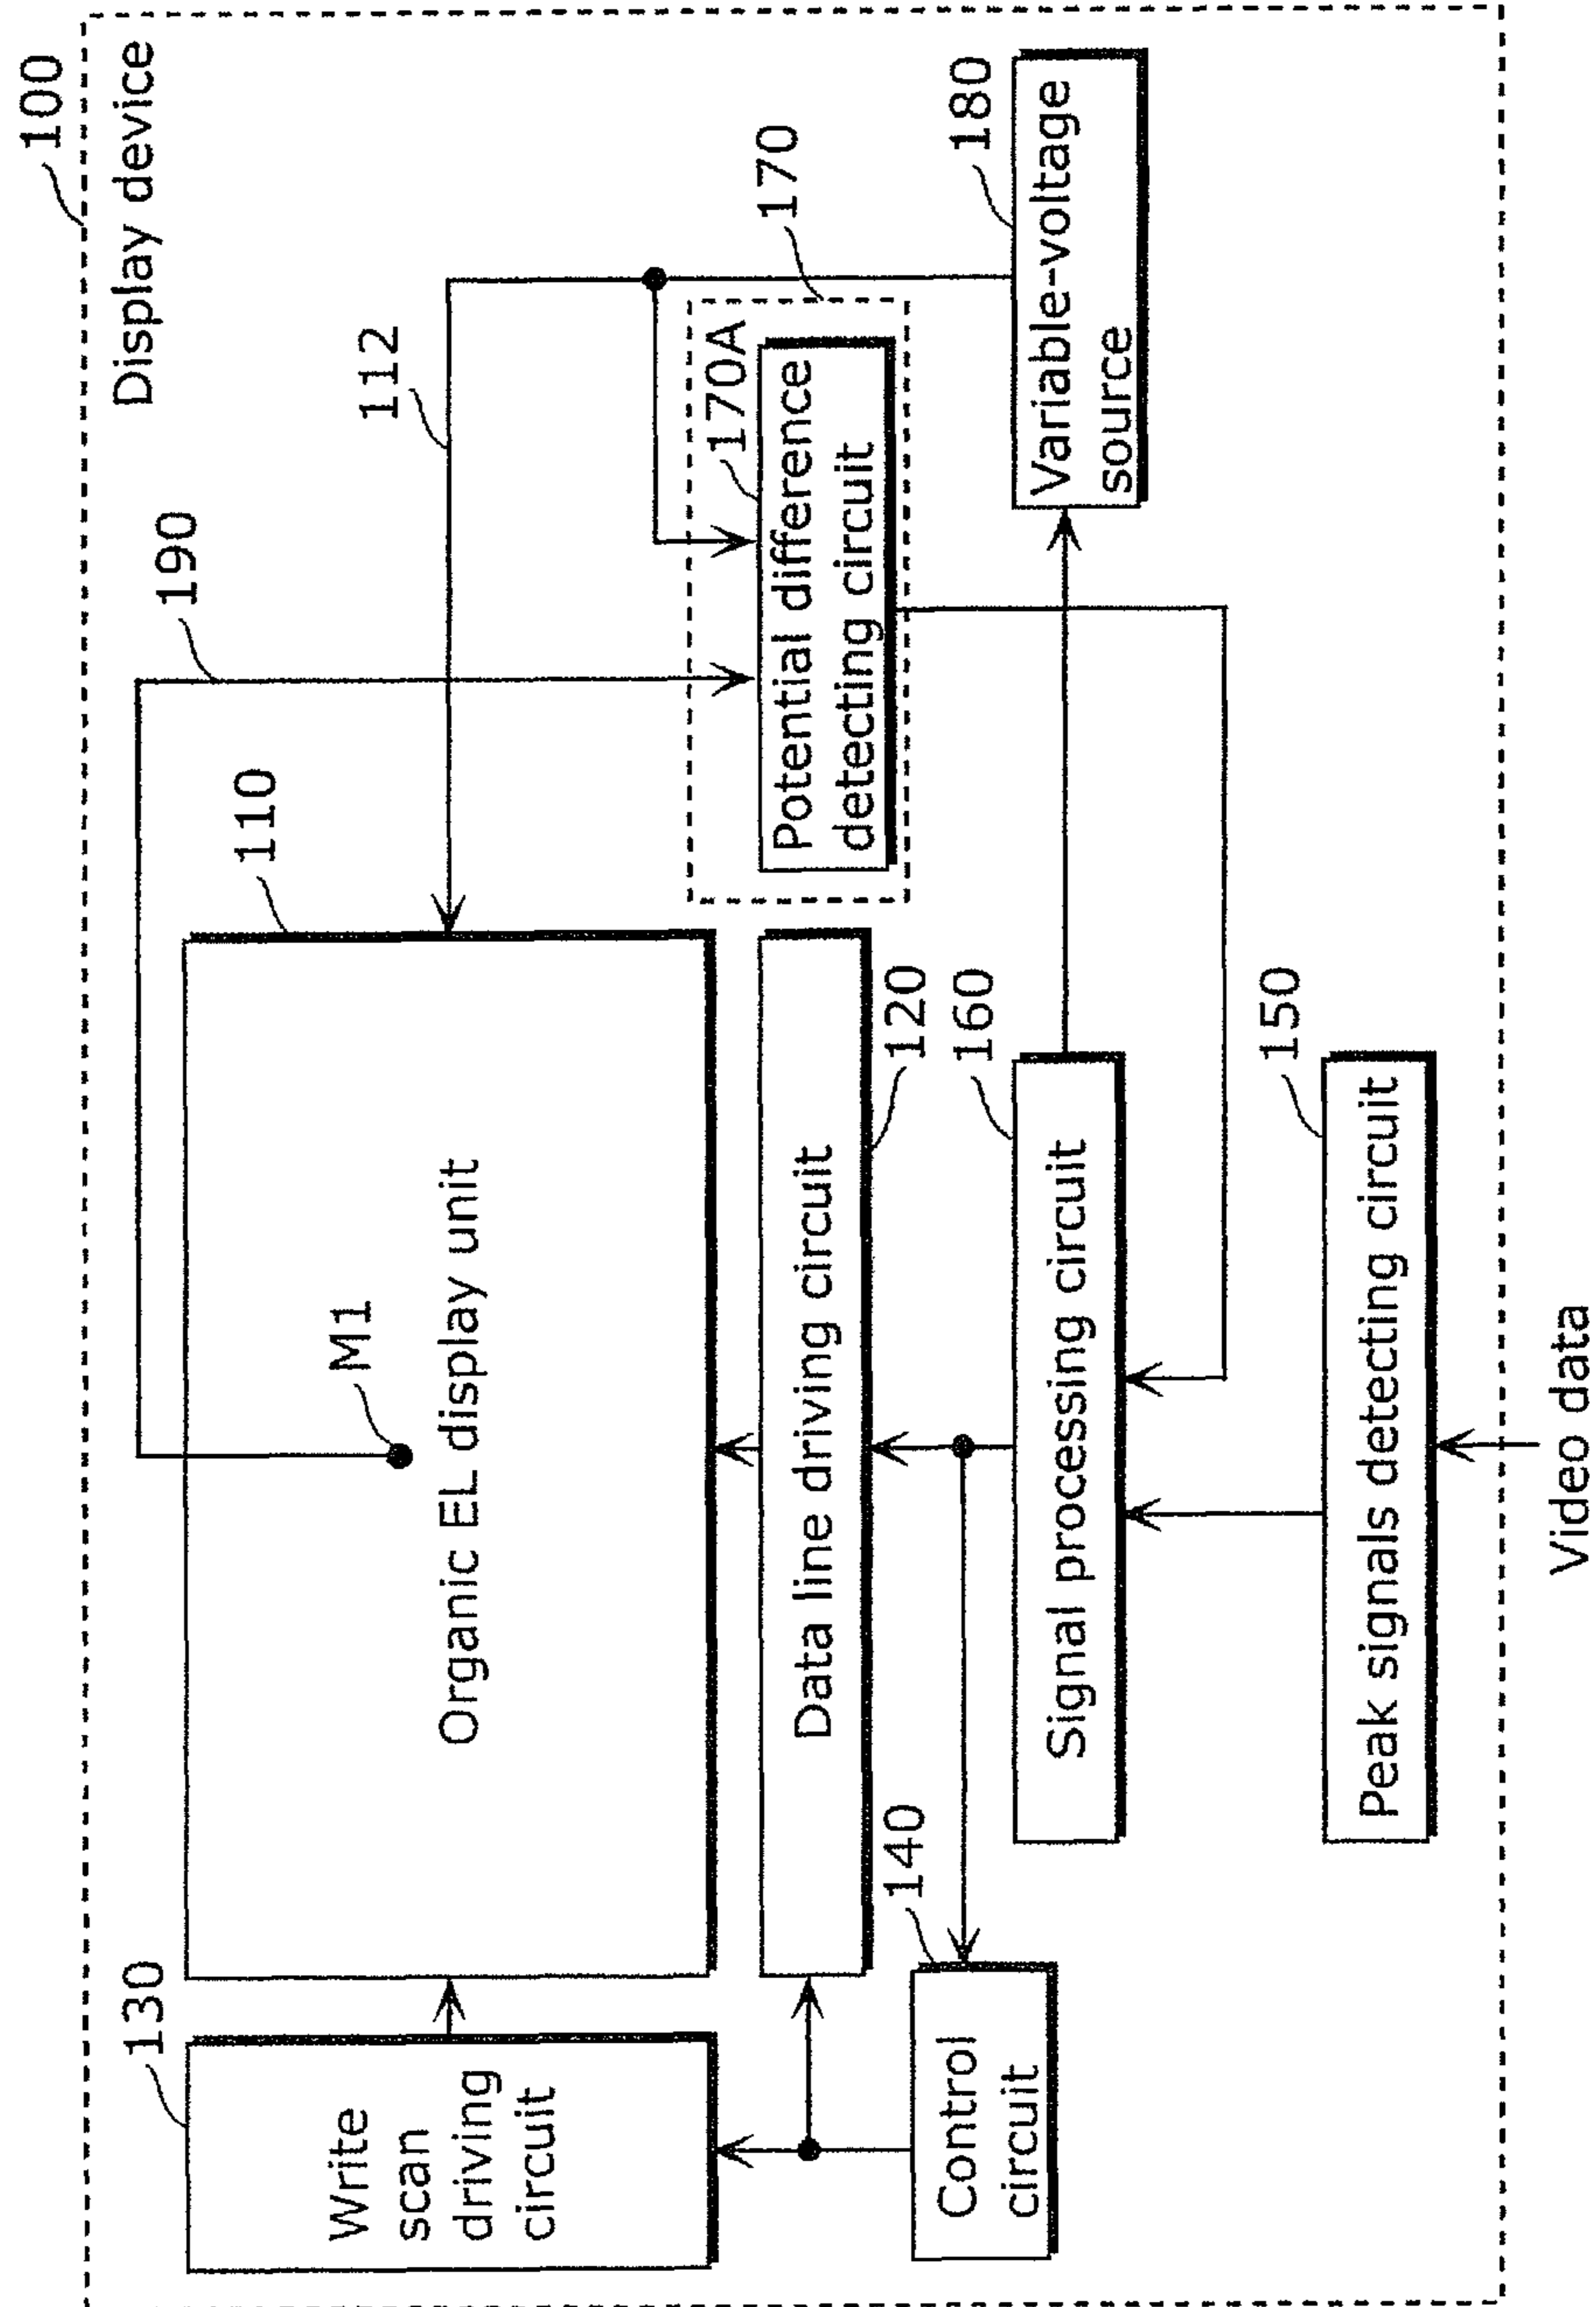 100
Display device
190
112
110
M1
Organic EL display unit
130
Write
scan
driving
circuit
170
170A
Potential difference
detecting circuit
Data line driving circuit
120
140
Control
circuit
160
Signal processing circuit
180
Variable-voltage
source
150
Peak signals detecting circuit
Video data